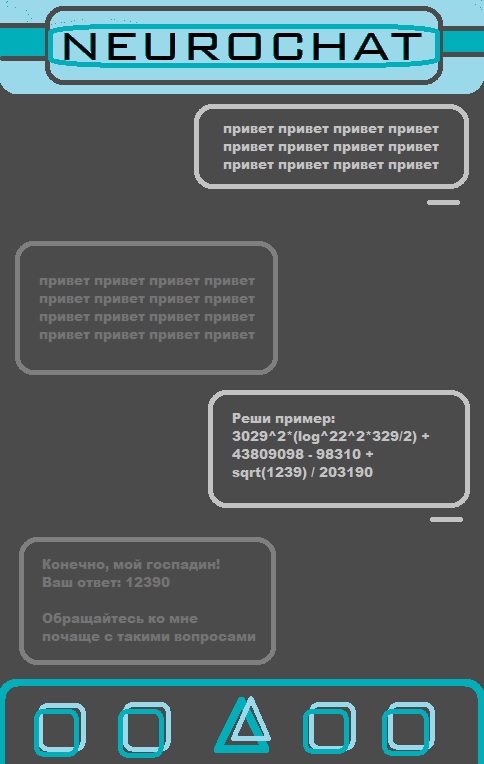 NEUROCHAT
привет привет привет привет
привет привет привет привет
привет привет привет привет
привет привет привет привет
привет привет привет привет
привет привет привет привет
привет привет привет привет
Реши пример:
3029^2*(log^22^2*329/2) +
43809098 - 98310 +
sqrt(1239) / 203190
Конечно, мой госпадин!
Ваш ответ: 12390
Обращайтесь ко мне
почаще с такими вопросами